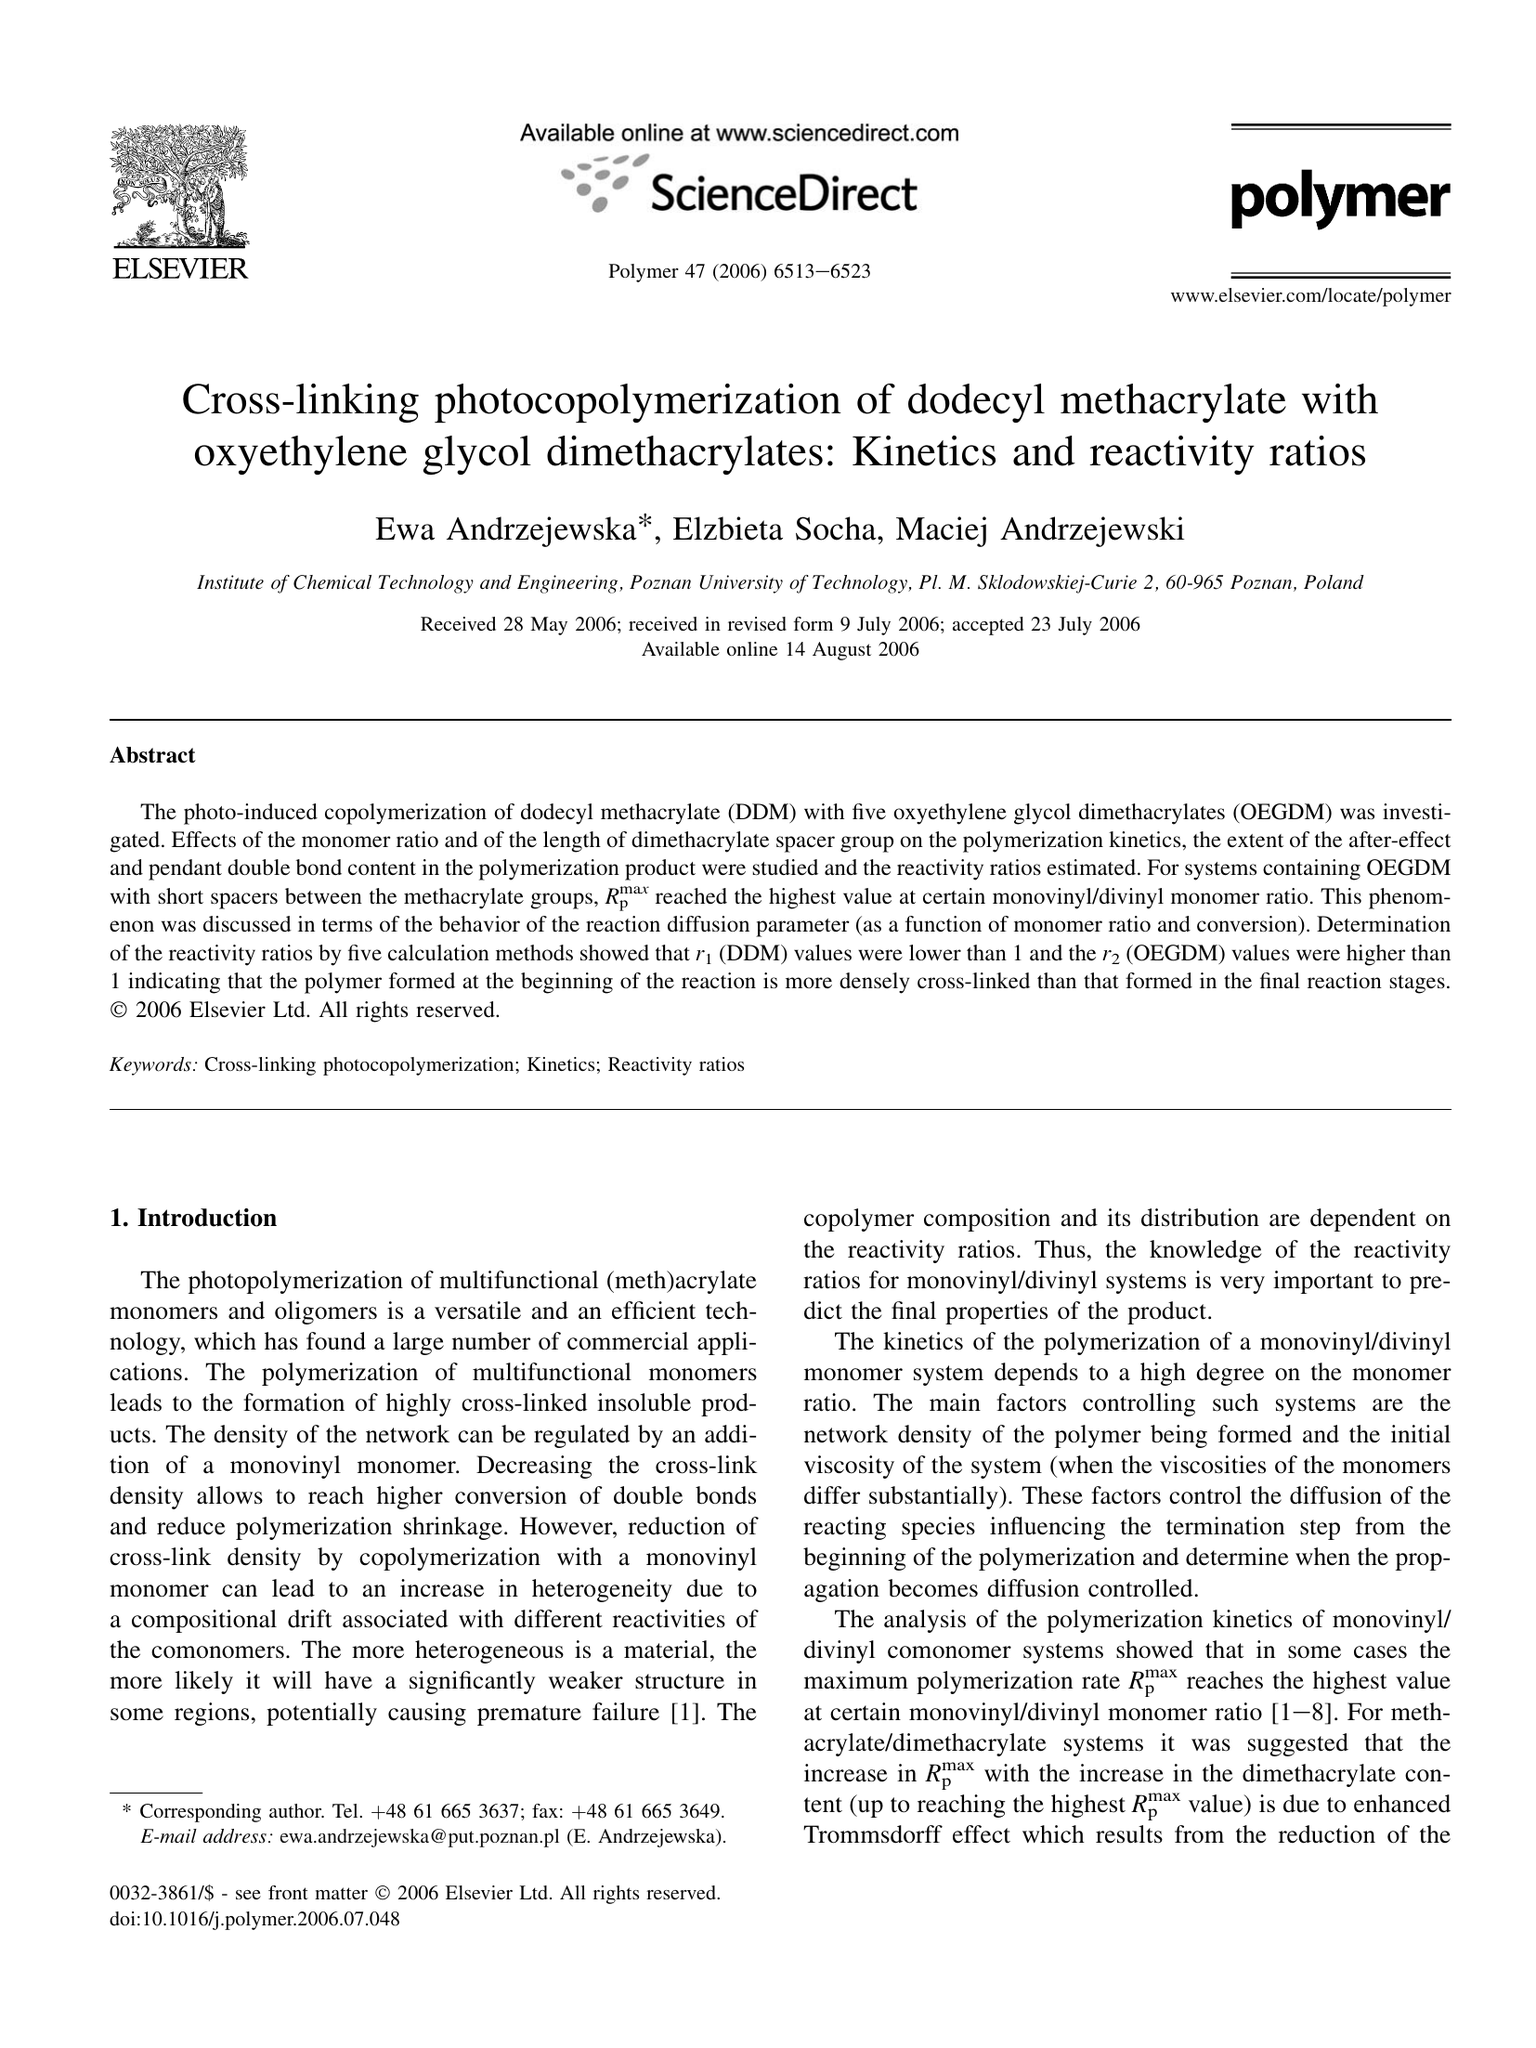 Available online at www.sciencedirect.com
ScienceDirect
polymer
ELSEVIER
Polymer 47 (2006) 6513–6523
www.elsevier.com/locate/polymer
Cross-linking photocopolymerization of dodecyl methacrylate with
oxyethylene glycol dimethacrylates: Kinetics and reactivity ratios
Ewa Andrzejewska*, Elzbieta Socha, Maciej Andrzejewski
Institute of Chemical Technology and Engineering, Poznan University of Technology, Pl. M. Sklodowskiej-Curie 2, 60-965 Poznan, Poland
Received 28 May 2006; received in revised form 9 July 2006; accepted 23 July 2006
Available online 14 August 2006
Abstract
The photo-induced copolymerization of dodecyl methacrylate (DDM) with five oxyethylene glycol dimethacrylates (OEGDM) was investi-
gated. Effects of the monomer ratio and of the length of dimethacrylate spacer group on the polymerization kinetics, the extent of the after-effect
and pendant double bond content in the polymerization product were studied and the reactivity ratios estimated. For systems containing OEGDM
with short spacers between the methacrylate groups, R_p^max reached the highest value at certain monovinyl/divinyl monomer ratio. This phenom-
enon was discussed in terms of the behavior of the reaction diffusion parameter (as a function of monomer ratio and conversion). Determination
of the reactivity ratios by five calculation methods showed that r₁ (DDM) values were lower than 1 and the r₂ (OEGDM) values were higher than
1 indicating that the polymer formed at the beginning of the reaction is more densely cross-linked than that formed in the final reaction stages.
© 2006 Elsevier Ltd. All rights reserved.
Keywords: Cross-linking photocopolymerization; Kinetics; Reactivity ratios
1. Introduction
The photopolymerization of multifunctional (meth)acrylate
monomers and oligomers is a versatile and an efficient tech-
nology, which has found a large number of commercial appli-
cations. The polymerization of multifunctional monomers
leads to the formation of highly cross-linked insoluble prod-
ucts. The density of the network can be regulated by an addi-
tion of a monovinyl monomer. Decreasing the cross-link
density allows to reach higher conversion of double bonds
and reduce polymerization shrinkage. However, reduction of
cross-link density by copolymerization with a monovinyl
monomer can lead to an increase in heterogeneity due to
a compositional drift associated with different reactivities of
the comonomers. The more heterogeneous is a material, the
more likely it will have a significantly weaker structure in
some regions, potentially causing premature failure [1]. The
* Corresponding author. Tel. +48 61 665 3637; fax: +48 61 665 3649.
E-mail address: ewa.andrzejewska@put.poznan.pl (E. Andrzejewska).
copolymer composition and its distribution are dependent on
the reactivity ratios. Thus, the knowledge of the reactivity
ratios for monovinyl/divinyl systems is very important to pre-
dict the final properties of the product.
The kinetics of the polymerization of a monovinyl/divinyl
monomer system depends to a high degree on the monomer
ratio. The main factors controlling such systems are the
network density of the polymer being formed and the initial
viscosity of the system (when the viscosities of the monomers
differ substantially). These factors control the diffusion of the
reacting species influencing the termination step from the
beginning of the polymerization and determine when the prop-
agation becomes diffusion controlled.
The analysis of the polymerization kinetics of monovinyl/
divinyl comonomer systems showed that in some cases the
maximum polymerization rate R_p^max reaches the highest value
at certain monovinyl/divinyl monomer ratio [1–8]. For meth-
acrylate/dimethacrylate systems it was suggested that the
increase in R_p^max with the increase in the dimethacrylate con-
tent (up to reaching the highest R_p^max value) is due to enhanced
Trommsdorff effect which results from the reduction of the
0032-3861/$ - see front matter © 2006 Elsevier Ltd. All rights reserved.
doi:10.1016/j.polymer.2006.07.048